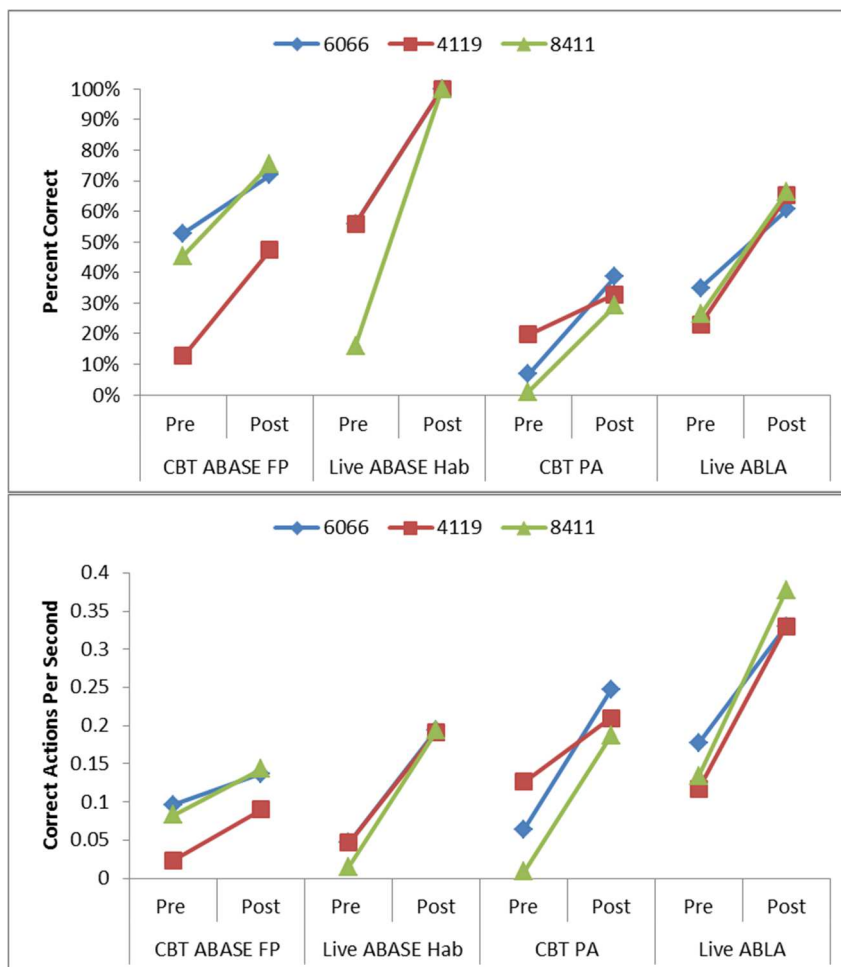 6066 4119 8411
100%
90%
80%
70%
60%
50%
40%
30%
20%
10%
0%
Percent Correct
Pre Post Pre Post Pre Post Pre Post
CBT ABASE FP Live ABASE Hab CBT PA Live ABLA
6066 4119 8411
0.4
0.35
0.3
0.25
0.2
0.15
0.1
0.05
0
Correct Actions Per Second
Pre Post Pre Post Pre Post Pre Post
CBT ABASE FP Live ABASE Hab CBT PA Live ABLA